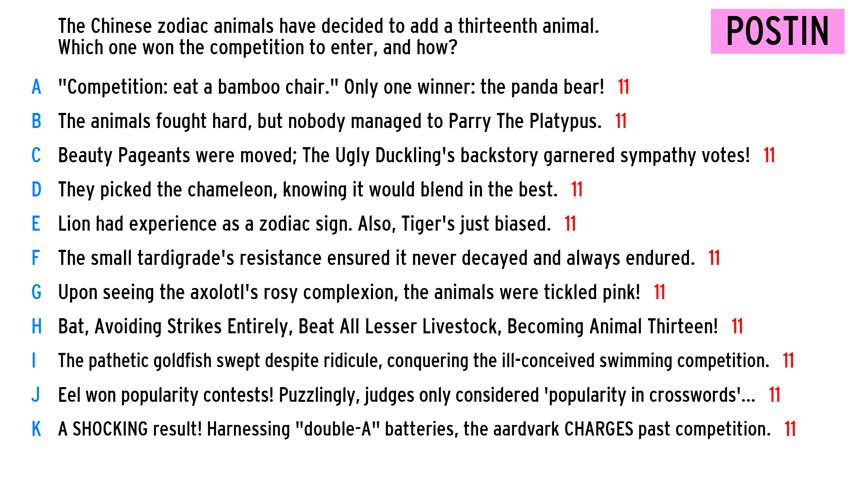 The Chinese zodiac animals have decided to add a thirteenth animal.
Which one won the competition to enter, and how?
POSTIN
A "Competition: eat a bamboo chair." Only one winner: the panda bear! 11
B The animals fought hard, but nobody managed to Parry The Platypus. 11
C Beauty Pageants were moved; The Ugly Duckling's backstory garnered sympathy votes! 11
D They picked the chameleon, knowing it would blend in the best. 11
E Lion had experience as a zodiac sign. Also, Tiger's just biased. 11
F The small tardigrade's resistance ensured it never decayed and always endured. 11
G Upon seeing the axolotl's rosy complexion, the animals were tickled pink! 11
H Bat, Avoiding Strikes Entirely, Beat All Lesser Livestock, Becoming Animal Thirteen! 11
I The pathetic goldfish swept despite ridicule, conquering the ill-conceived swimming competition. 11
J Eel won popularity contests! Puzzlingly, judges only considered 'popularity in crosswords'... 11
K A SHOCKING result! Harnessing "double-A" batteries, the aardvark CHARGES past competition. 11